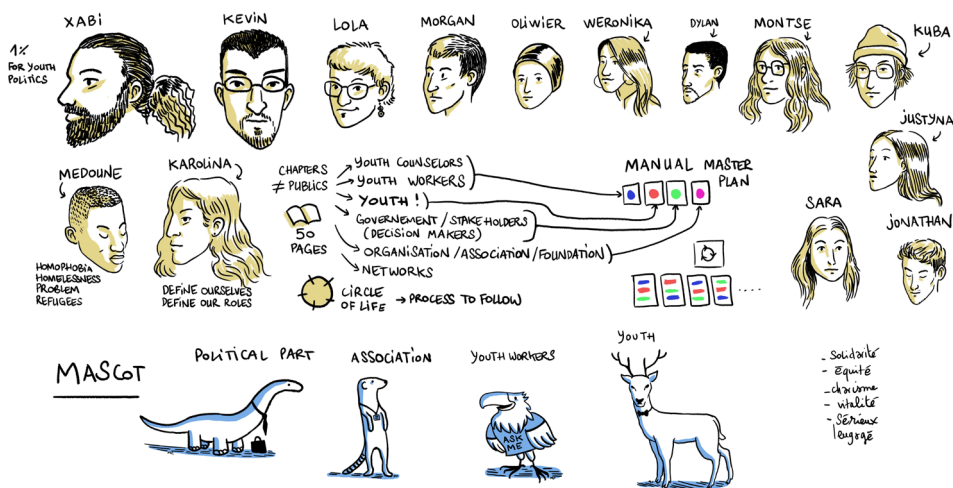 XABI
KEVIN
LOLA
MORGAN
OLIWIER
WERONIKA
DYLAN
MONTSE
KUBA
1%
FOR YOUTH
POLITICS
JUSTYNA
MEDOUNE
KAROLINA
HOMOPHOBIA
HOMELESSNESS
PROBLEM
REFUGEES
DEFINE OURSELVES
DEFINE OUR ROLES
CHAPTERS
≠ PUBLICS
50
PAGES
YOUTH COUNSELORS
YOUTH WORKERS
YOUTH !
GOVERNEMENT / STAKEHOLDERS
(DECISION MAKERS)
ORGANISATION /ASSOCIATION/FOUNDATION
NETWORKS
CIRCLE
OF LIFE → PROCESS TO FOLLOW
MANUAL MASTER
PLAN
SARA
JONATHAN
MASCOT
POLITICAL PART
ASSOCIATION
YOUTH WORKERS
YOUTH
ASK
ME
- Solidarité
- équité
- charisme
- vitalité
- Sérieux